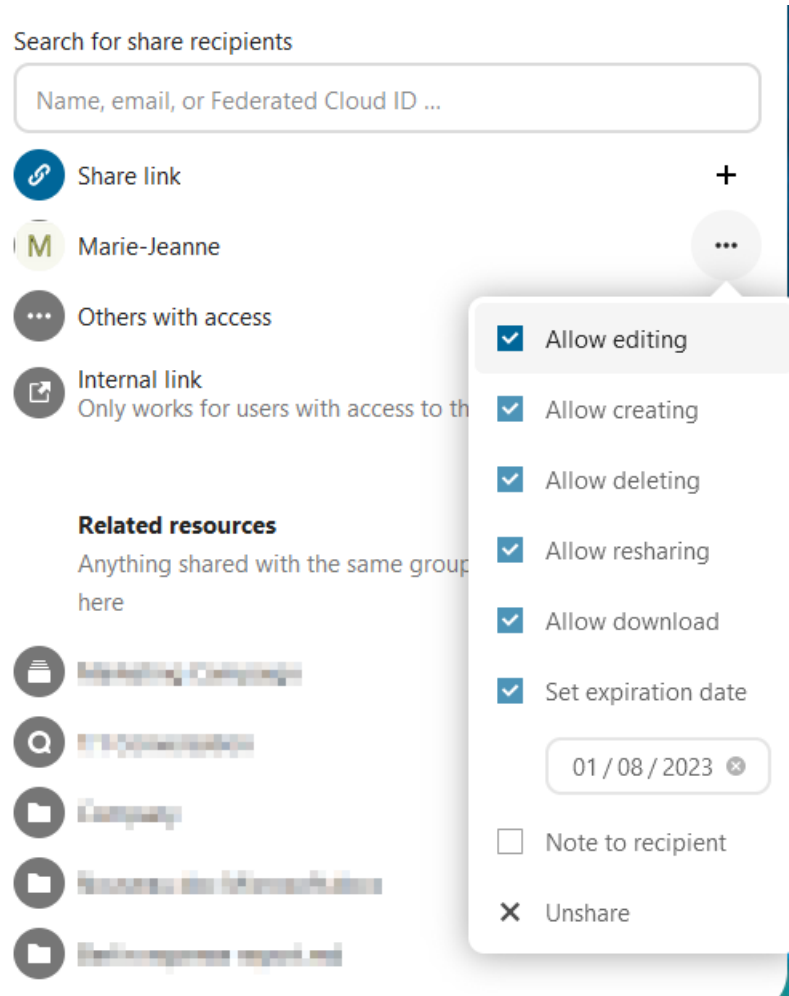 Search for share recipients
Name, email, or Federated Cloud ID ...
Share link
M Marie-Jeanne
Others with access
Internal link
Only works for users with access to th
Allow editing
Allow creating
Allow deleting
Allow resharing
Allow download
Set expiration date
01 / 08 / 2023
Note to recipient
Unshare
Related resources
Anything shared with the same group
here